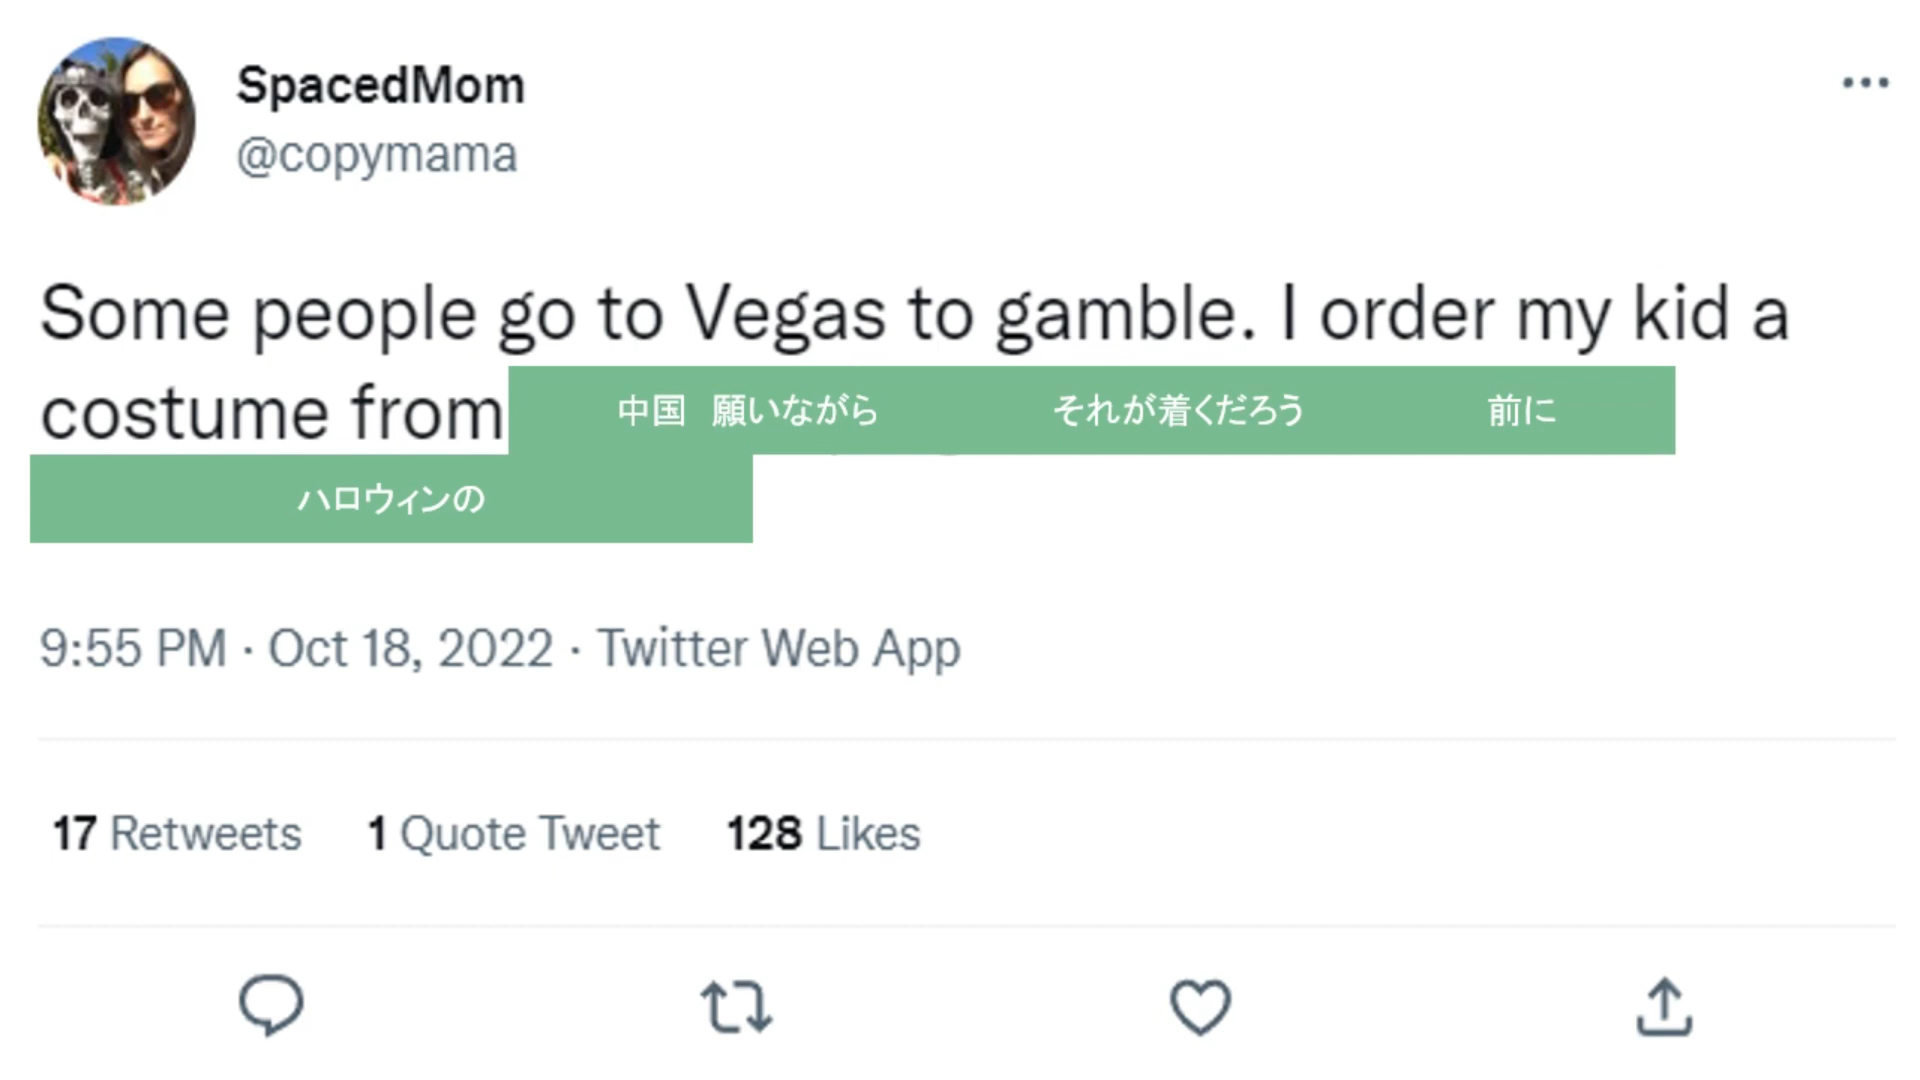 SpacedMom
@copymama
Some people go to Vegas to gamble. I order my kid a
costume from 中国 願いながら それが着くだろう 前に
ハロウィンの
9:55 PM · Oct 18, 2022 · Twitter Web App
17 Retweets 1 Quote Tweet 128 Likes